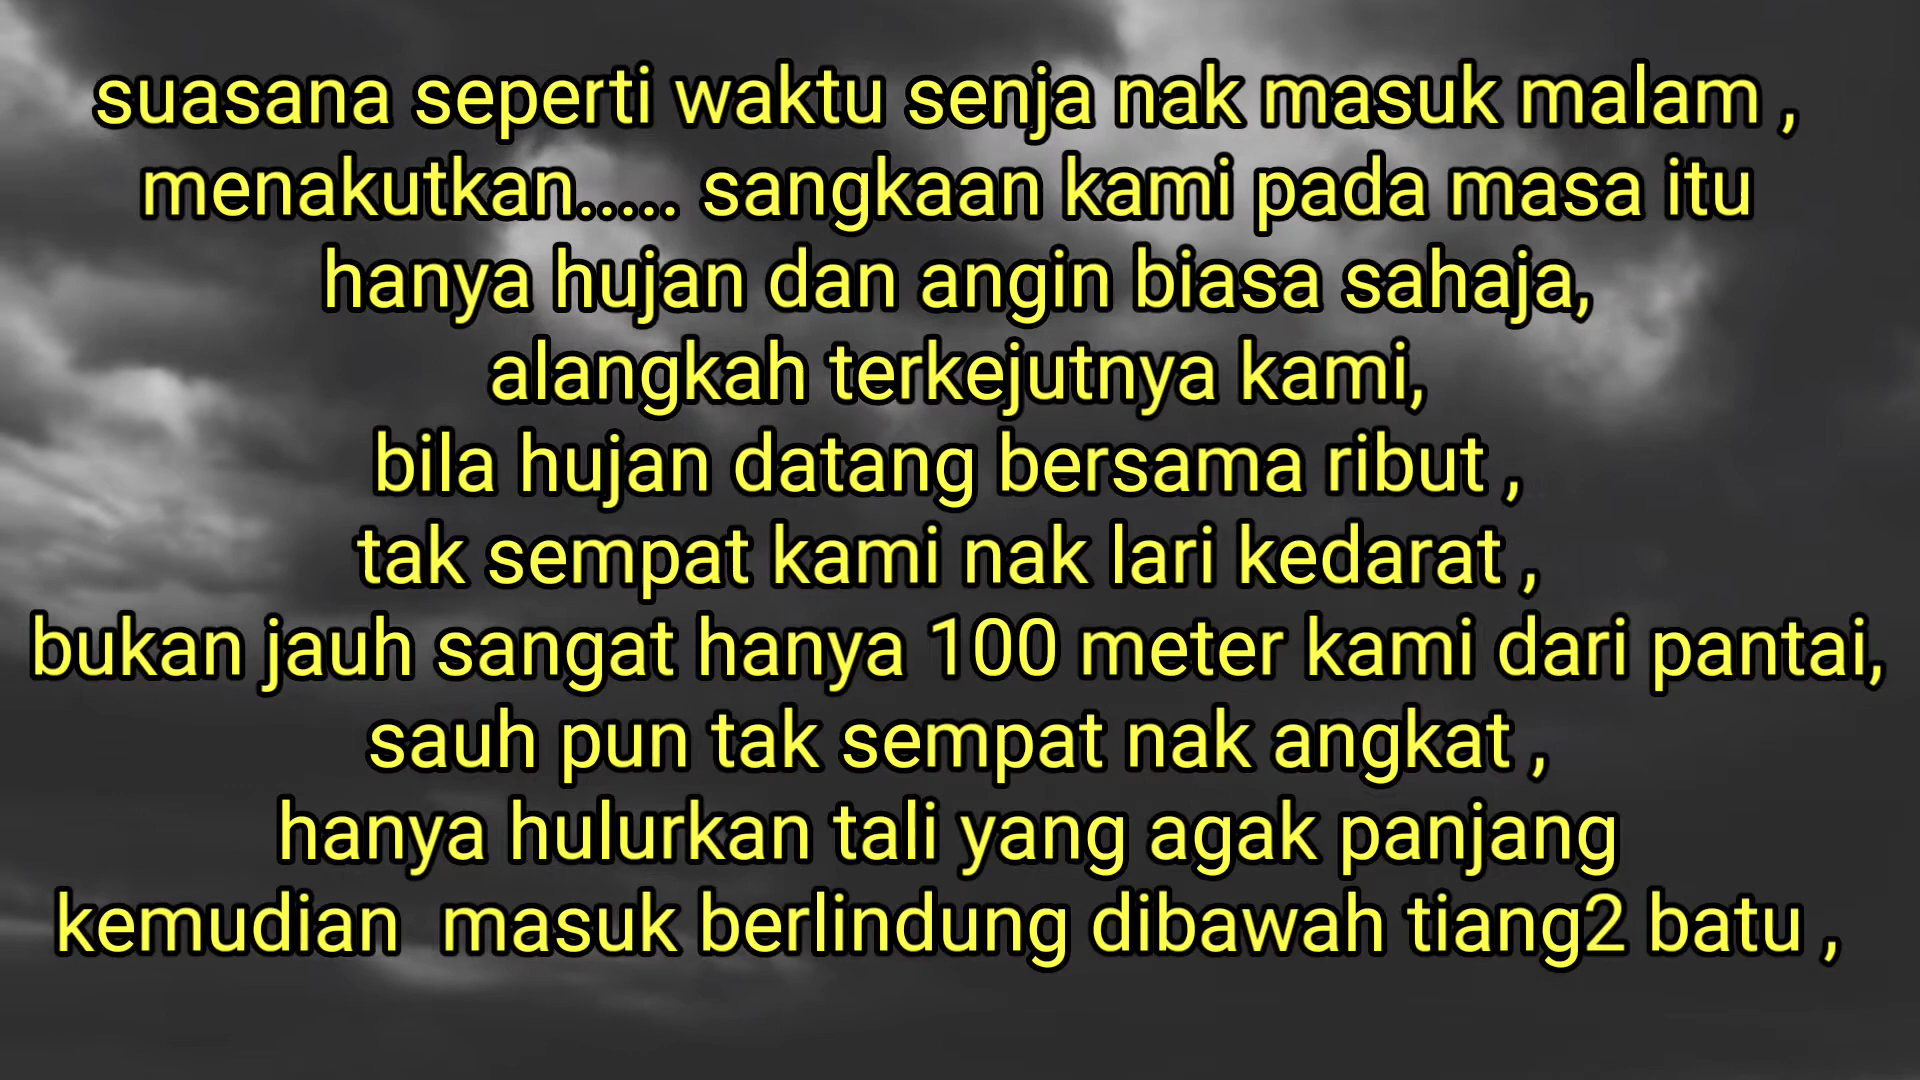 suasana seperti waktu senja nak masuk malam ,
menakutkan..... sangkaan kami pada masa itu
hanya hujan dan angin biasa sahaja,
alangkah terkejutnya kami,
bila hujan datang bersama ribut ,
tak sempat kami nak lari kedarat ,
bukan jauh sangat hanya 100 meter kami dari pantai,
sauh pun tak sempat nak angkat ,
hanya hulurkan tali yang agak panjang
kemudian  masuk berlindung dibawah tiang2 batu ,